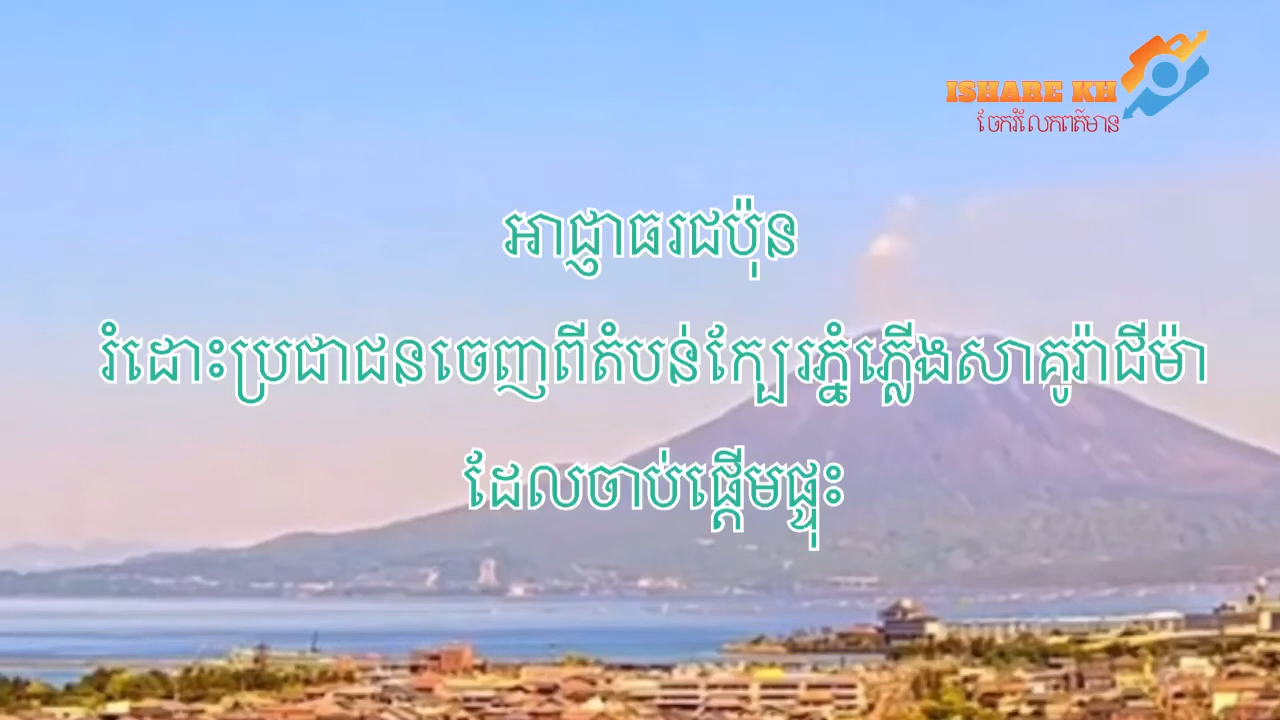 ISHARE KH
ចែករំលែកពត៌មាន
អាជ្ញាធរជប៉ុន
រំដោះប្រជាជនចេញពីតំបន់ក្បែរភ្នំភ្លើងសាគូរ៉ាជីម៉ា
ដែលចាប់ផ្តើមផ្ទុះ